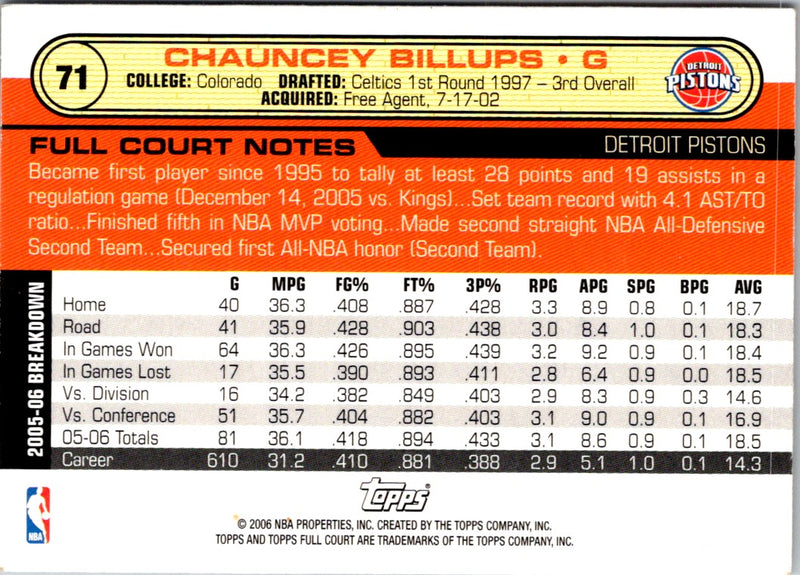 71
CHAUNCEY BILLUPS • G
COLLEGE: Colorado DRAFTED: Celtics 1st Round 1997 – 3rd Overall
ACQUIRED: Free Agent, 7-17-02
DETROIT
PISTONS
FULL COURT NOTES
DETROIT PISTONS
Became first player since 1995 to tally at least 28 points and 19 assists in a
regulation game (December 14, 2005 vs. Kings)...Set team record with 4.1 AST/TO
ratio...Finished fifth in NBA MVP voting...Made second straight NBA All-Defensive
Second Team...Secured first All-NBA honor (Second Team).
2005-06 BREAKDOWN
G MPG FG% FT% 3P% RPG APG SPG BPG AVG
Home 40 36.3 .408 .887 .428 3.3 8.9 0.8 0.1 18.7
Road 41 35.9 .428 .903 .438 3.0 8.4 1.0 0.1 18.3
In Games Won 64 36.3 .426 .895 .439 3.2 9.2 0.9 0.1 18.4
In Games Lost 17 35.5 .390 .893 .411 2.8 6.4 0.9 0.0 18.5
Vs. Division 16 34.2 .382 .849 .403 2.9 8.3 0.9 0.3 14.6
Vs. Conference 51 35.7 .404 .882 .403 3.1 9.0 0.9 0.1 16.9
05-06 Totals 81 36.1 .418 .894 .433 3.1 8.6 0.9 0.1 18.5
Career 610 31.2 .410 .881 .388 2.9 5.1 1.0 0.1 14.3
NBA
Topps®
© 2006 NBA PROPERTIES, INC. CREATED BY THE TOPPS COMPANY, INC.
TOPPS AND TOPPS FULL COURT ARE TRADEMARKS OF THE TOPPS COMPANY, INC.